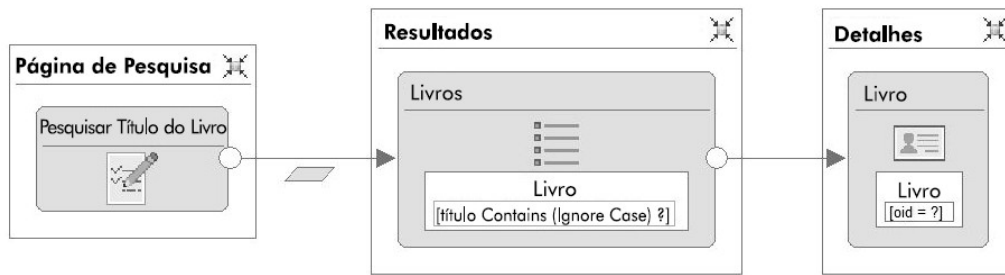 Página de Pesquisa
Pesquisar Título do Livro
Resultados
Livros
Livro
[título Contains (Ignore Case) ?]
Detalhes
Livro
Livro
[oid = ?]